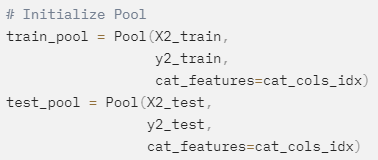 # Initialize Pool
train_pool = Pool(X2_train,
                  y2_train,
                  cat_features=cat_cols_idx)
test_pool = Pool(X2_test,
                 y2_test,
                 cat_features=cat_cols_idx)